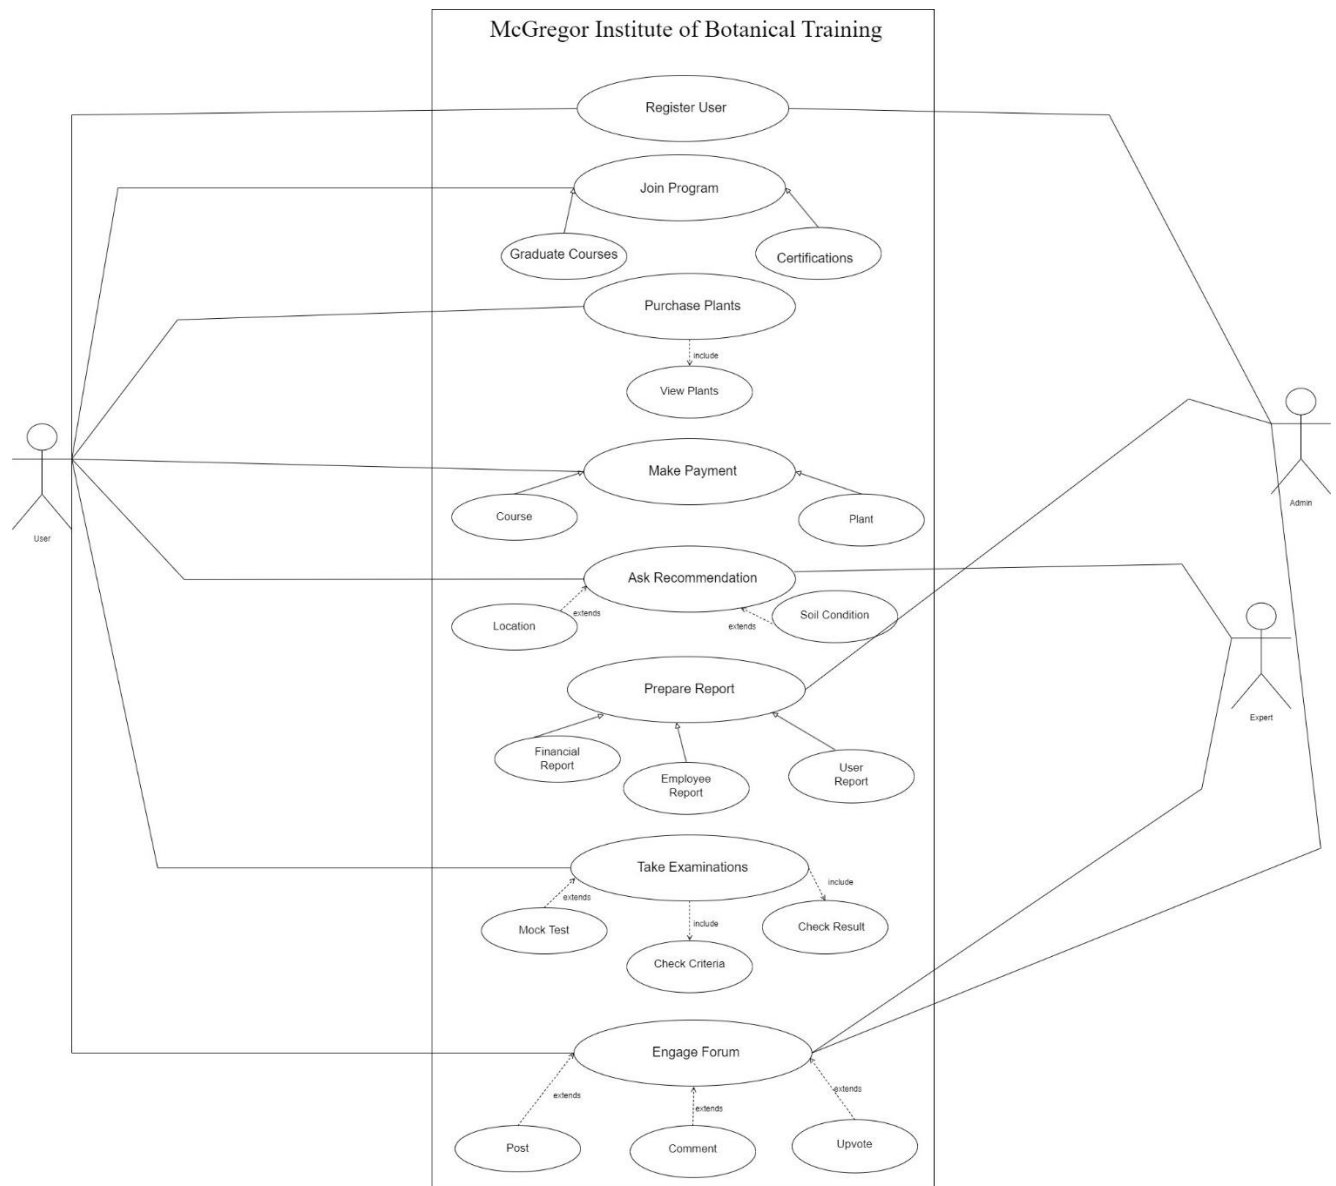 McGregor Institute of Botanical Training
Register User
Join Program
Graduate Courses
Certifications
Purchase Plants
include
View Plants
User
Make Payment
Admin
Course
Plant
Ask Recommendation
extends
Soil Condition
Location
extends
Expert
Prepare Report
Financial
Report
Employee
Report
User
Report
Take Examinations
include
extends
include
Mock Test
Check Result
Check Criteria
Engage Forum
extends
extends
extends
Post
Comment
Upvote